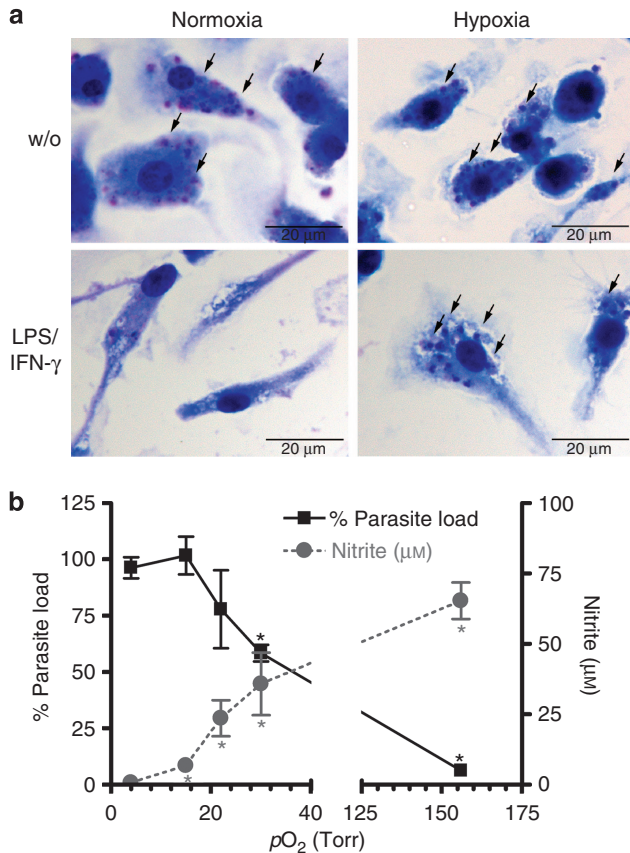 a
Normoxia Hypoxia
w/o
20 μm 20 μm
LPS/
IFN-γ
20 μm 20 μm
b
% Parasite load
Nitrite (μM)
125 100
100 75
75 50
50 25
25 0
0
% Parasite load
Nitrite (μM)
* * * * * * *
0 20 40 125 150 175
pO₂ (Torr)